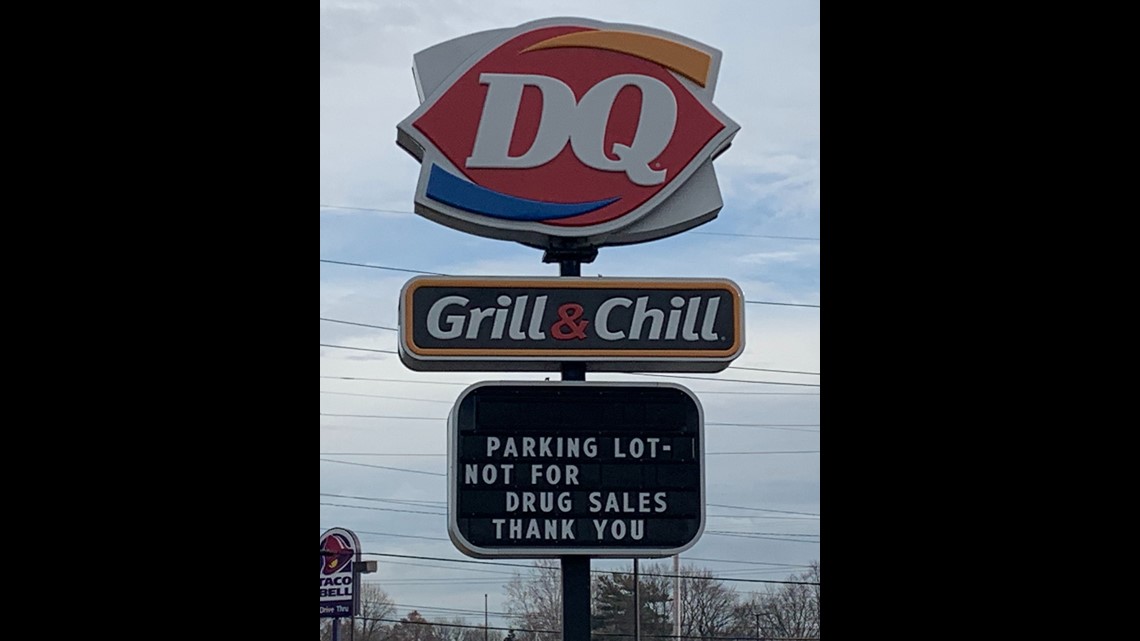 DQ
Grill & Chill
PARKING LOT-
NOT FOR
DRUG SALES
THANK YOU
TACO
BELL
Drive Thru